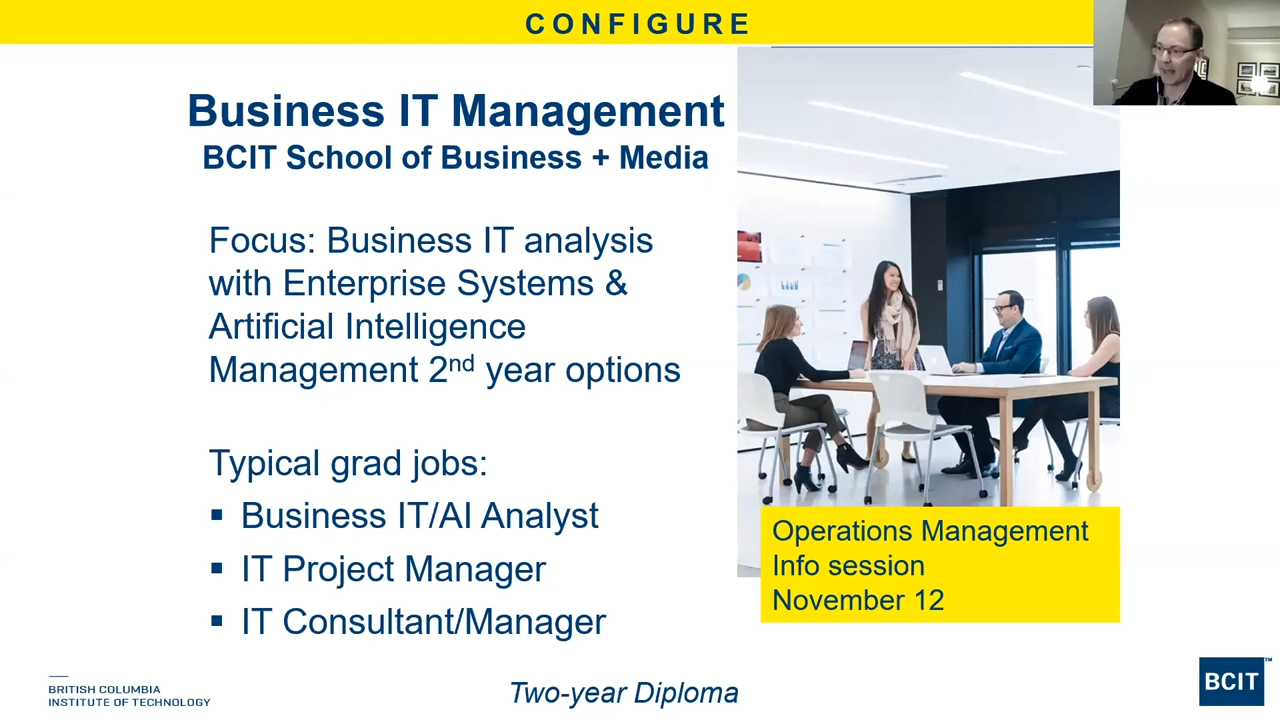 CONFIGURE
Business IT Management
BCIT School of Business + Media
Focus: Business IT analysis
with Enterprise Systems &
Artificial Intelligence
Management 2nd year options
Typical grad jobs:
▪ Business IT/AI Analyst
▪ IT Project Manager
▪ IT Consultant/Manager
Operations Management
Info session
November 12
BRITISH COLUMBIA
INSTITUTE OF TECHNOLOGY
Two-year Diploma
BCIT™